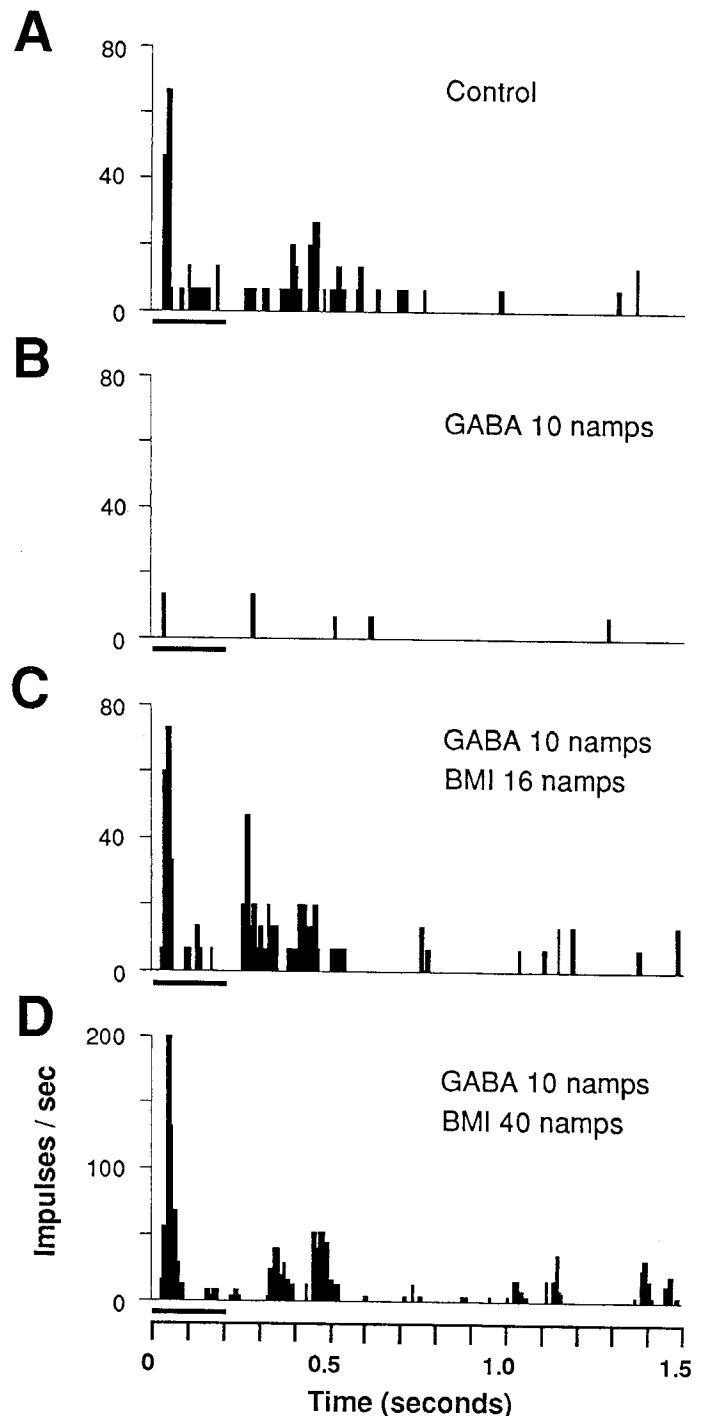 A
80
Control
40
0
B
80
GABA 10 namps
40
0
C
80
GABA 10 namps
BMI 16 namps
40
0
D
200
GABA 10 namps
BMI 40 namps
100
0
Impulses / sec
0 0.5 1.0 1.5
Time (seconds)